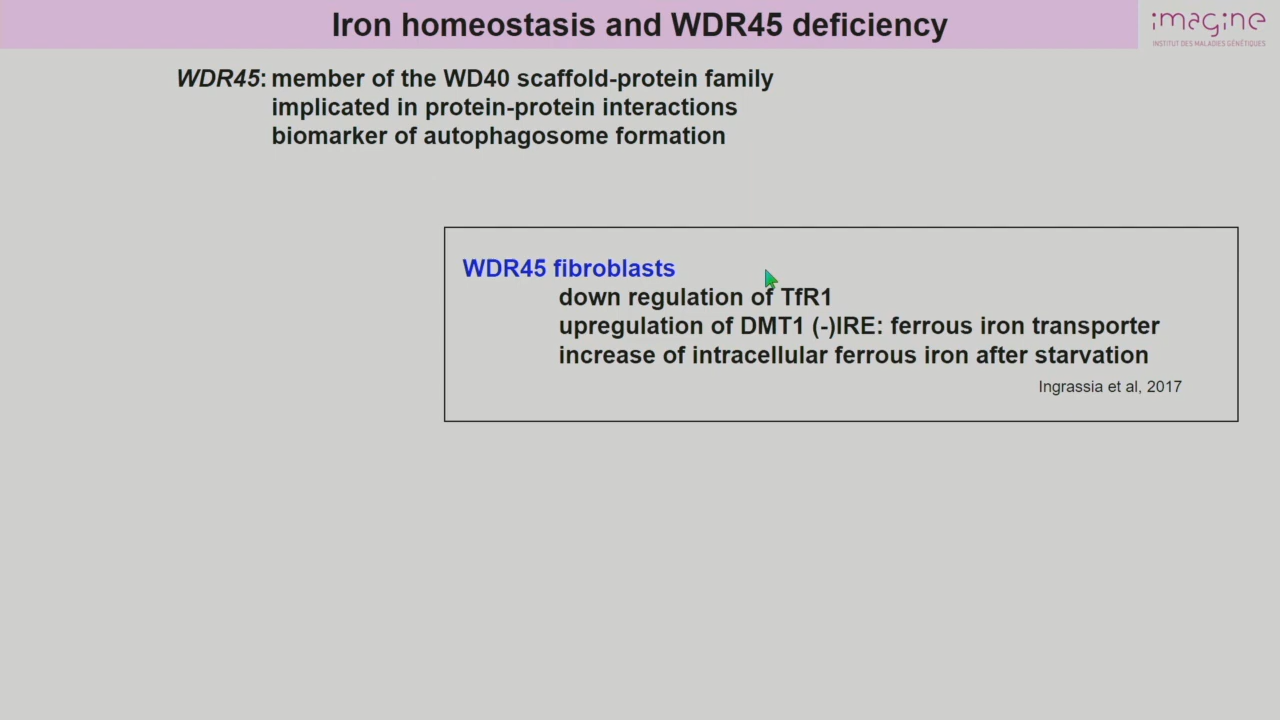 Iron homeostasis and WDR45 deficiency
imagine
INSTITUT DES MALADIES GÉNÉTIQUES
WDR45: member of the WD40 scaffold-protein family
implicated in protein-protein interactions
biomarker of autophagosome formation
WDR45 fibroblasts
down regulation of TfR1
upregulation of DMT1 (-)IRE: ferrous iron transporter
increase of intracellular ferrous iron after starvation
Ingrassia et al, 2017